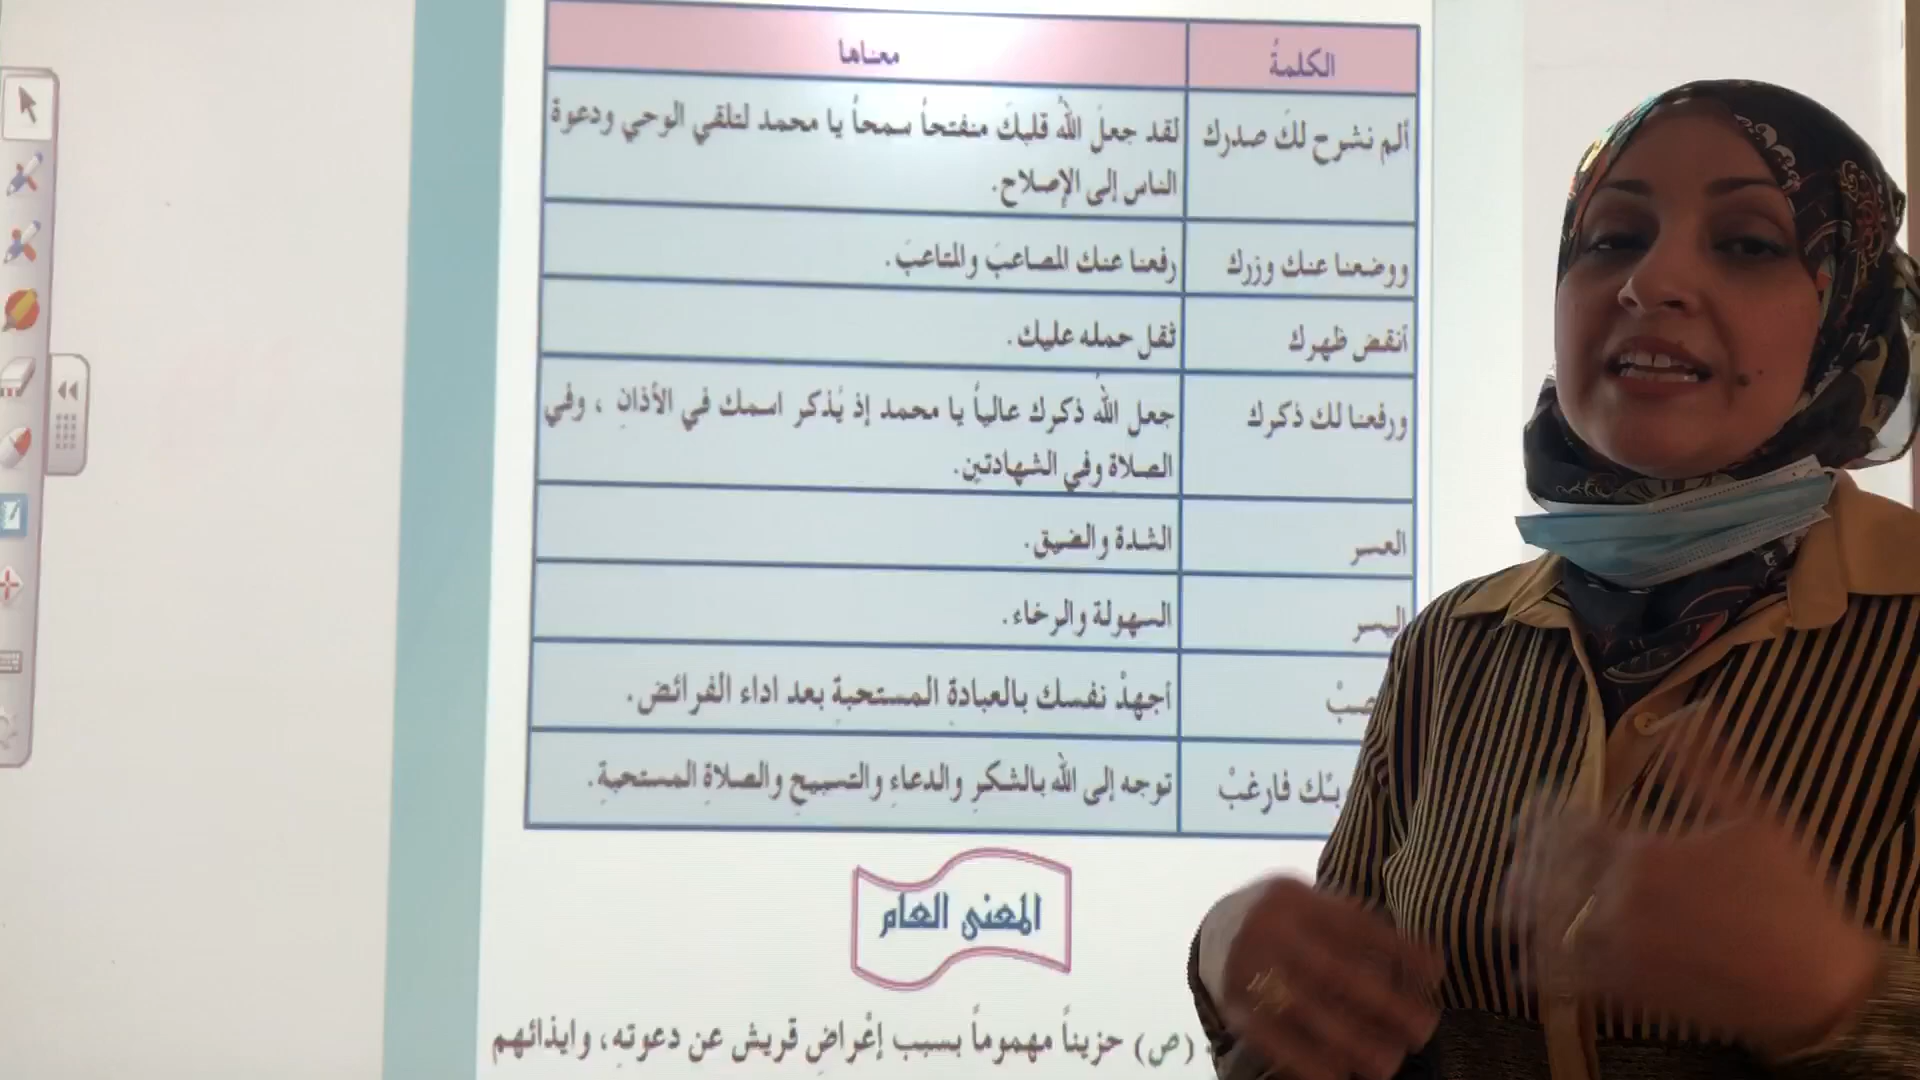 الكلمةُ معناها
ألم نشرح لكَ صدرك لقد جعلَ اللهُ قلبكَ منفتحاً سمحاً يا محمد لتلقي الوحي ودعوة
الناس إلى الإصلاح.
ووضعنا عنك وزرك رفعنا عنك المصاعبَ والمتاعبَ.
أنقض ظهرك ثقل حمله عليك.
ورفعنا لك ذكرك جعل اللهُ ذكرك عالياً يا محمد إذ يُذكر اسمك في الأذانِ ، وفي
الصلاة وفي الشهادتين.
العسر الشدة والضيق.
اليسر السهولة والرخاء.
أجهدْ نفسك بالعبادةِ المستحبةِ بعد اداء الفرائض.
فارغبْ توجه إلى الله بالشكرِ والدعاءِ والتسبيحِ والصلاةِ المستحبةِ.
المعنى العام
(ص) حزيناً مهموماً بسبب إعْراضِ قريش عن دعوتهِ، وايذائهم